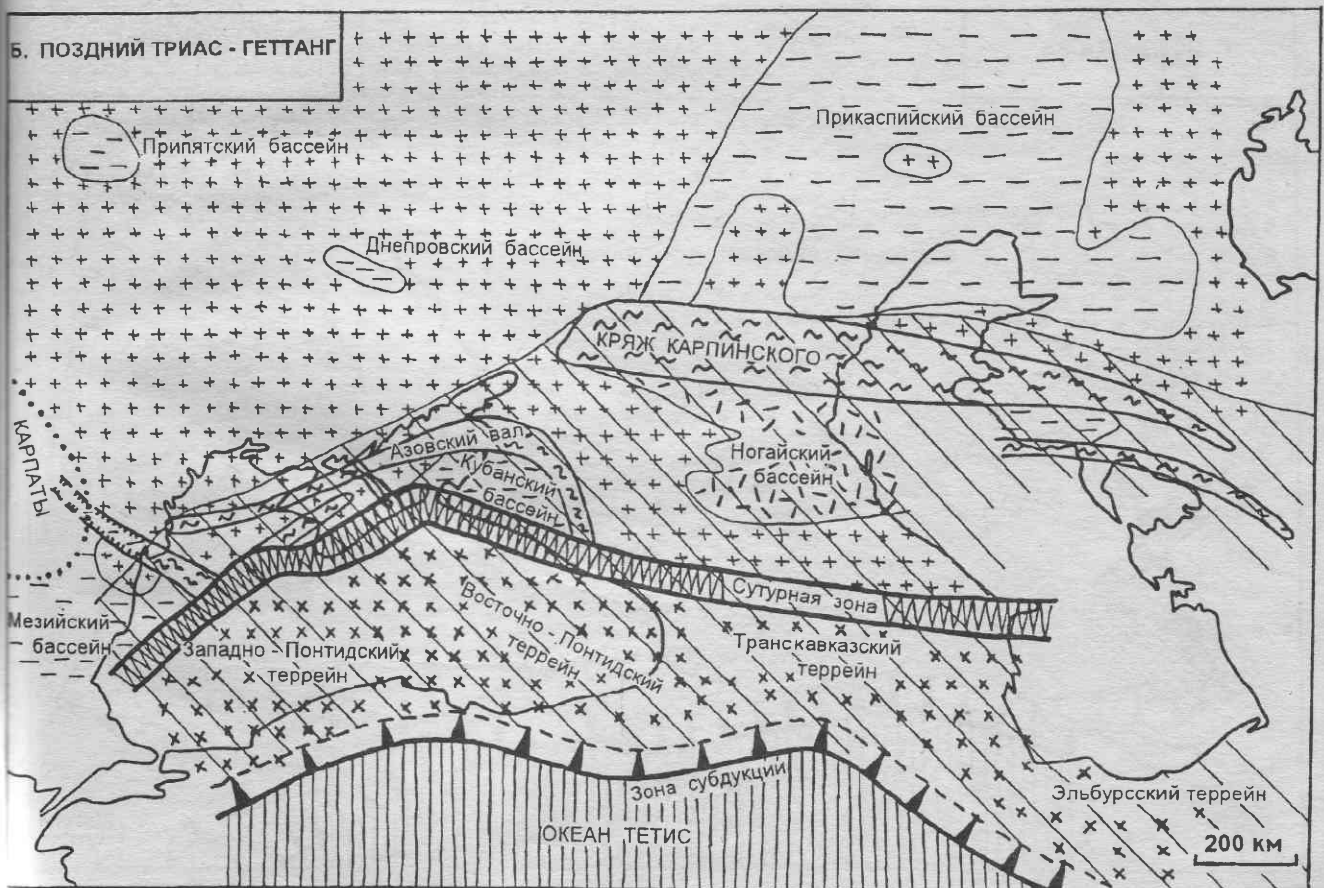 Б. ПОЗДНИЙ ТРИАС - ГЕТТАНГ
Прикаспийский бассейн
Припятский бассейн
Днепровский бассейн
КРЯЖ КАРПИНСКОГО
КАРПАТЫ
Азовский вал
Кубанский
бассейн
Ногайский
бассейн
Сутурная зона
Мезийский
бассейн
Западно - Понтидский
террейн
Восточно - Понтидский
террейн
Транскавказский
террейн
Зона субдукции
Эльбурсский террейн
ОКЕАН ТЕТИС
200 км